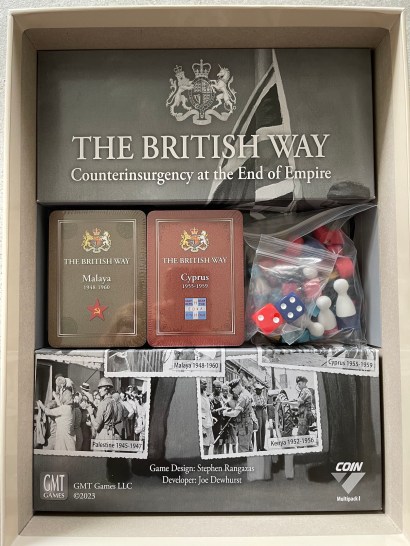 THE BRITISH WAY
Counterinsurgency at the End of Empire
THE BRITISH WAY
Malaya
1948-1960
THE BRITISH WAY
Cyprus
1955-1959
Malaya 1948-1960
Cyprus 1955-1959
Palestine 1945-1947
Kenya 1952-1956
Game Design: Stephen Rangazas
Developer: Joe Dewhurst
GMT
GAMES
GMT Games LLC
©2023
COIN
Multipack I